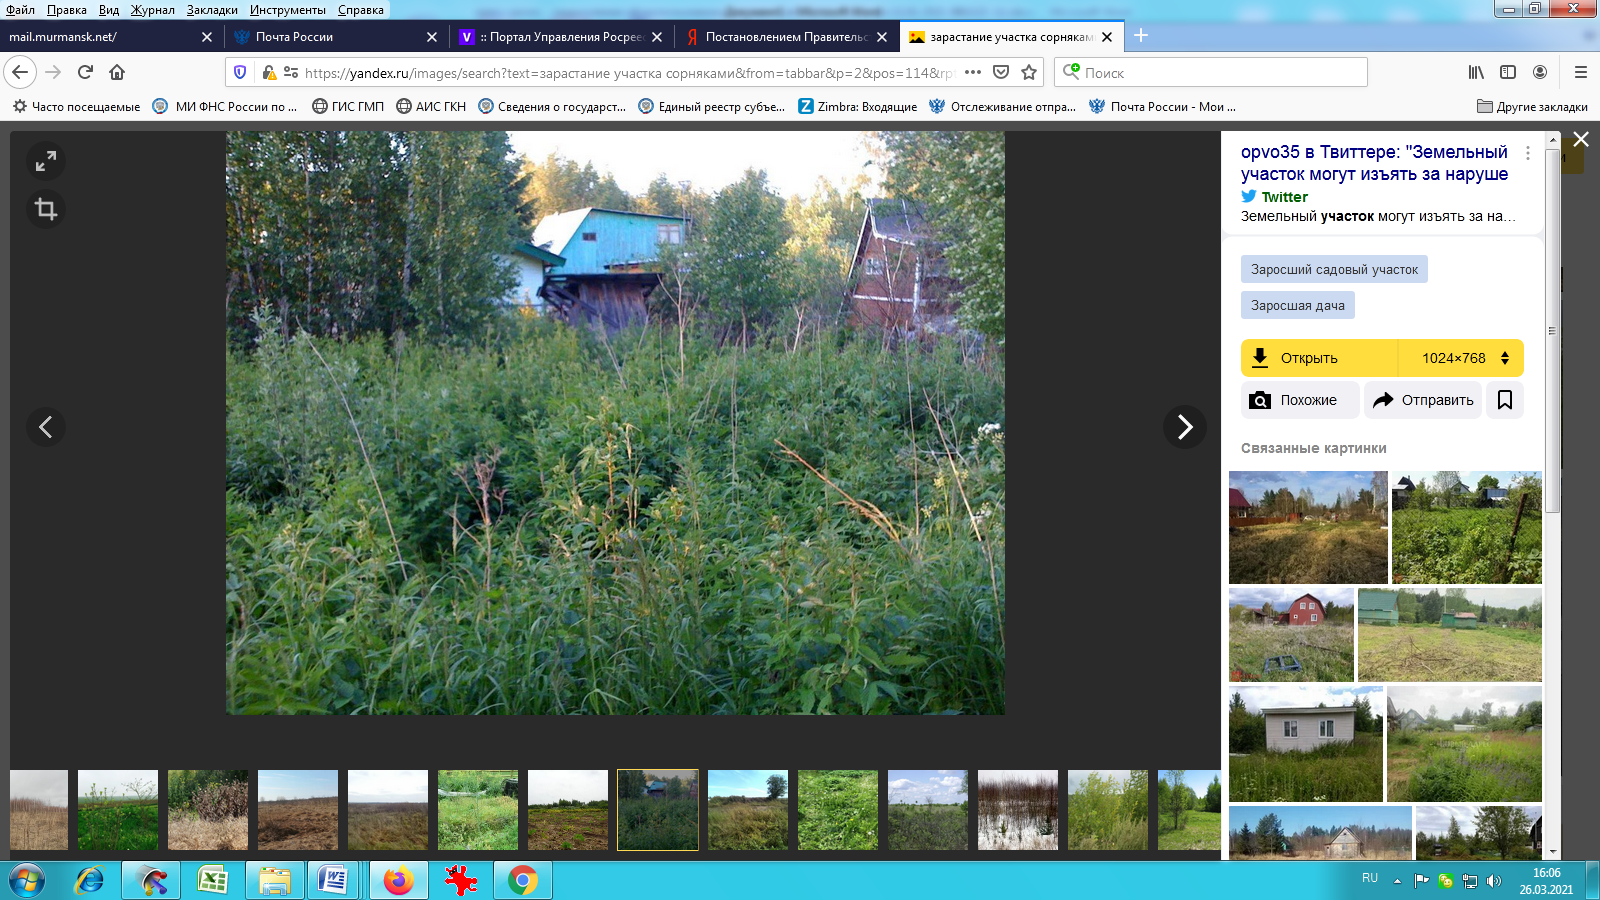 Файл Правка Вид Журнал Закладки Инструменты Справка
mail.murmansk.net/
Почта России
:: Портал Управления Росрее
Постановлением Правительс
зарастание участка сорняками
https://yandex.ru/images/search?text=зарастание участка сорняками&from=tabbar&p=2&pos=114&rpt
Поиск
Часто посещаемые
МИ ФНС России по ...
ГИС ГМП
АИС ГКН
Сведения о государст...
Единый реестр субъе...
Zimbra: Входящие
Отслеживание отпра...
Почта России - Мои ...
Другие закладки
opvo35 в Твиттере: "Земельный
участок могут изъять за наруше
Twitter
Земельный участок могут изъять за на...
Заросший садовый участок
Заросшая дача
Открыть
1024×768
Похожие
Отправить
Связанные картинки
RU
16:06
26.03.2021